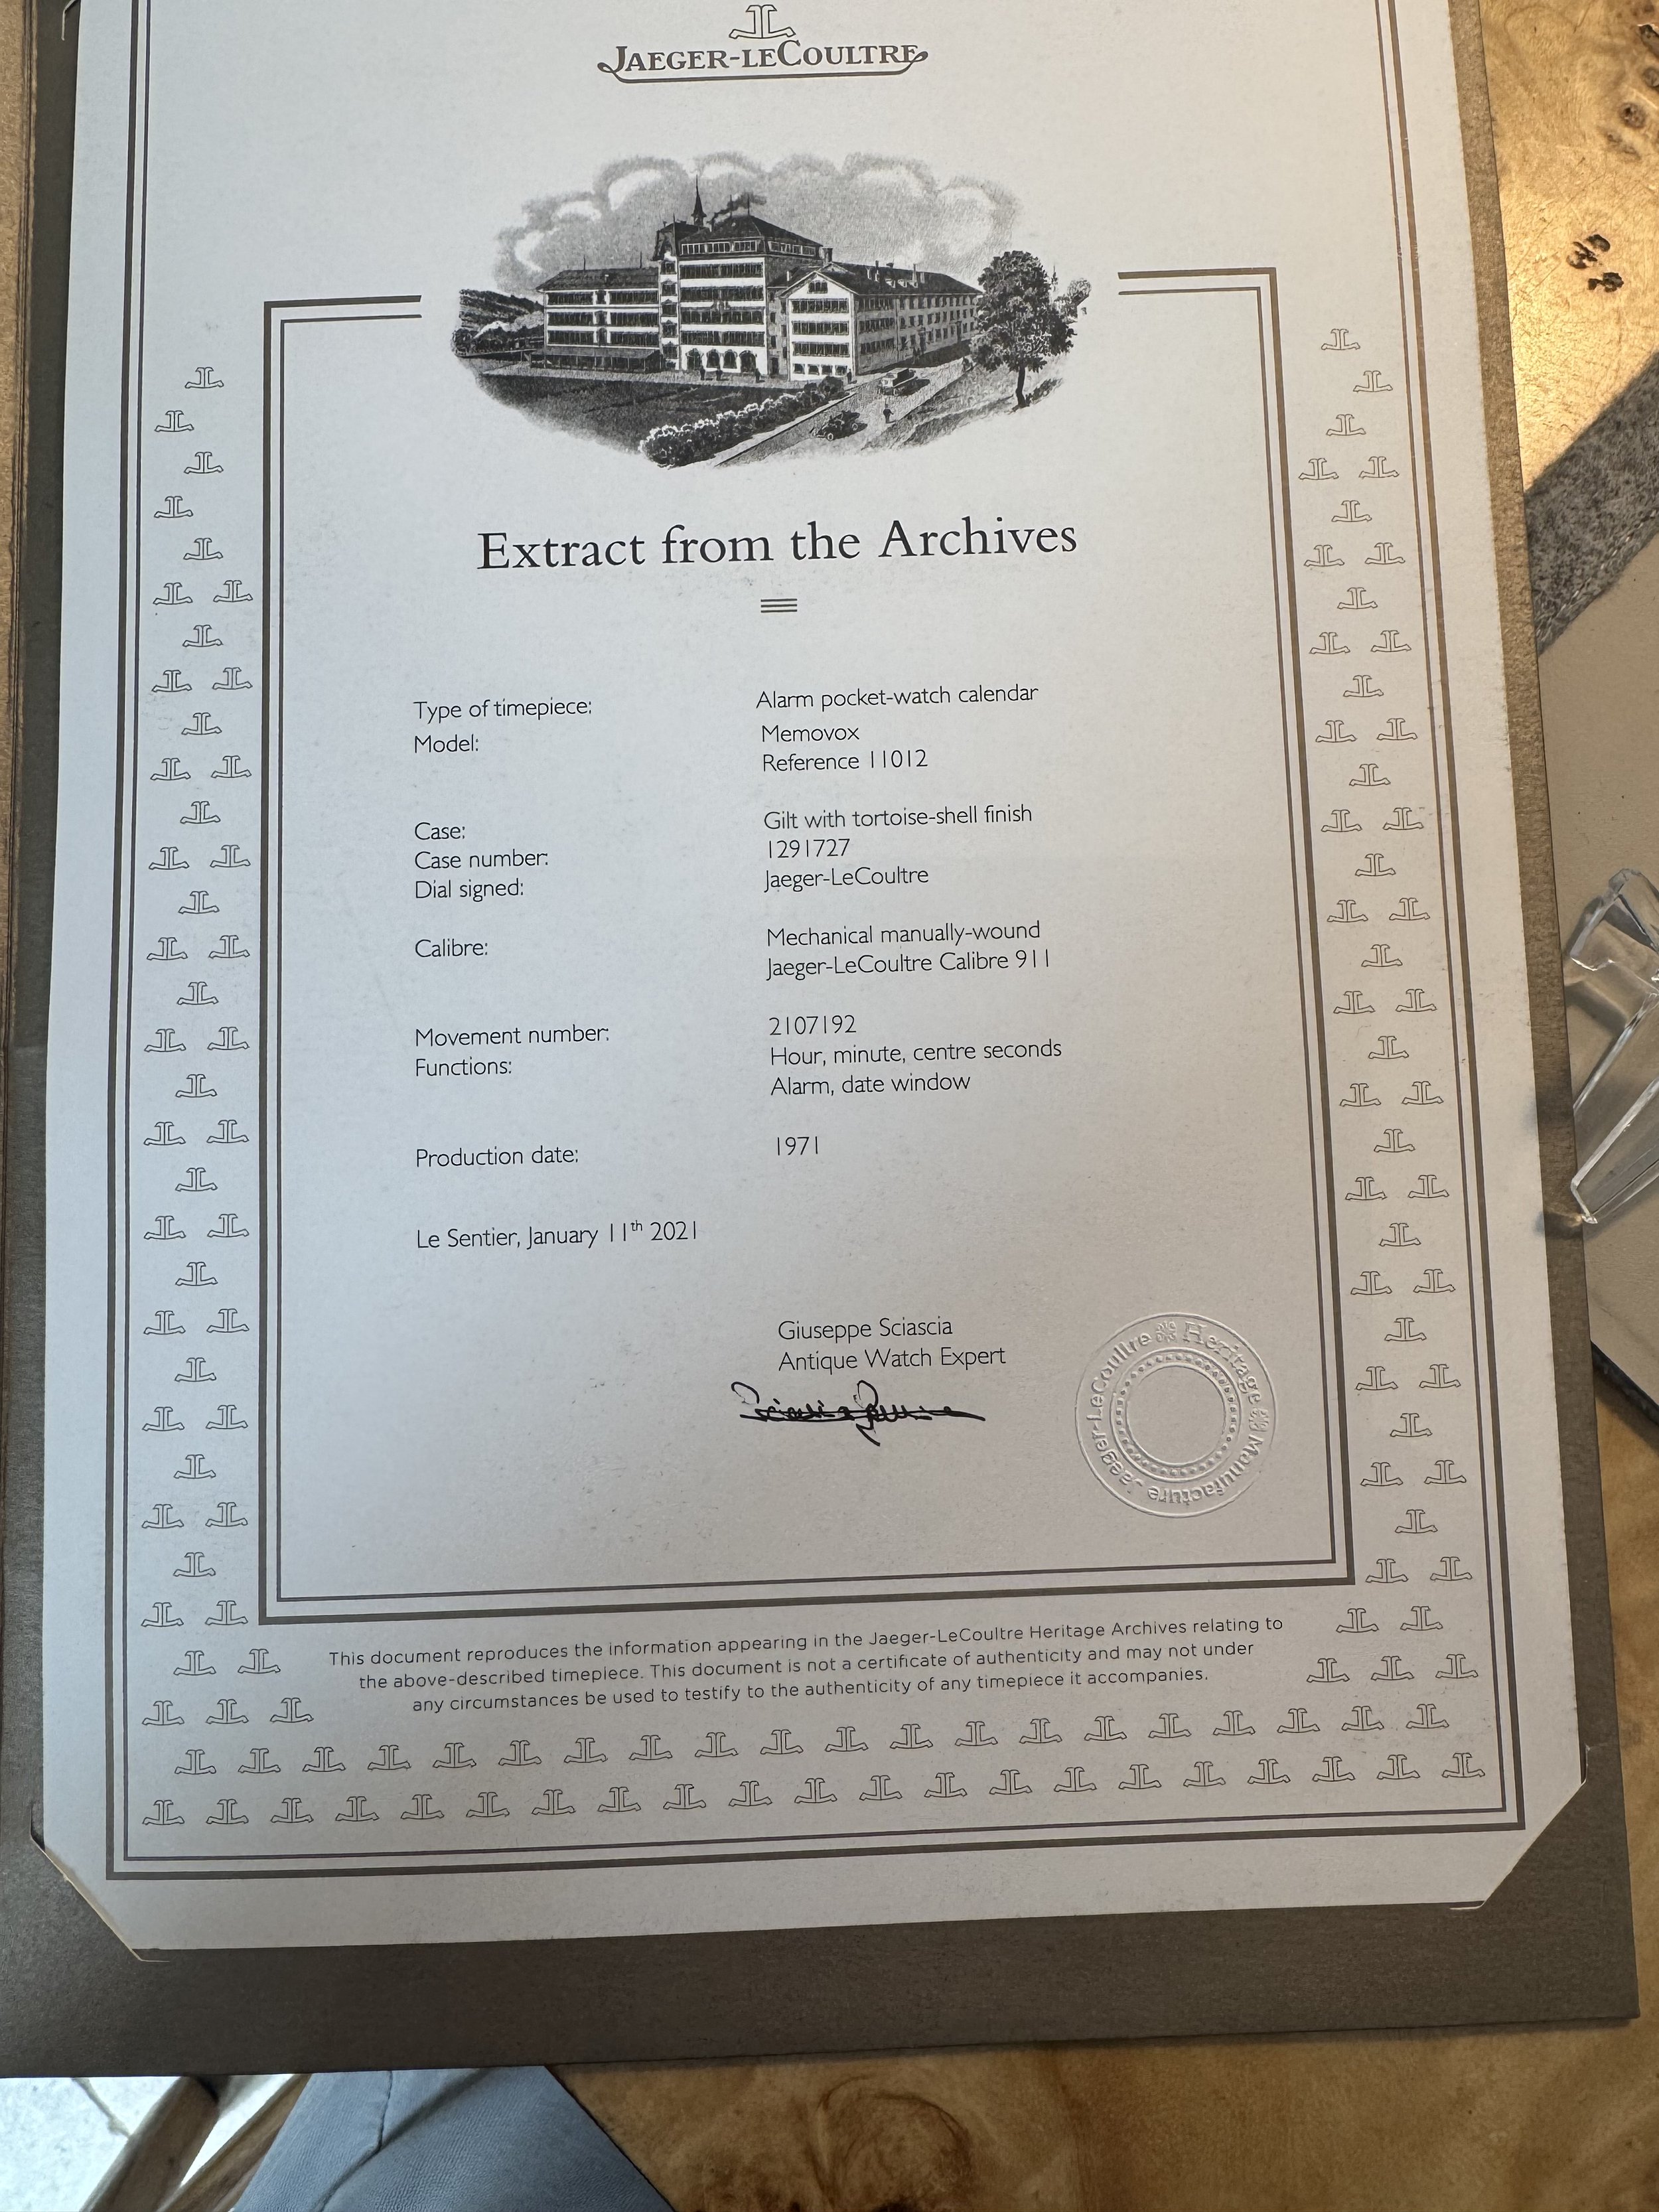 JAEGER-LECOULTRE
Extract from the Archives
Type of timepiece: Alarm pocket-watch calendar
Model: Memovox
Reference 11012
Case: Gilt with tortoise-shell finish
Case number: 1291727
Dial signed: Jaeger-LeCoultre
Calibre: Mechanical manually-wound
Jaeger-LeCoultre Calibre 911
Movement number: 2107192
Functions: Hour, minute, centre seconds
Alarm, date window
Production date: 1971
Le Sentier, January 11th 2021
Giuseppe Sciascia
Antique Watch Expert
Jaeger-LeCoultre Heritage Manufacture
This document reproduces the information appearing in the Jaeger-LeCoultre Heritage Archives relating to
the above-described timepiece. This document is not a certificate of authenticity and may not under
any circumstances be used to testify to the authenticity of any timepiece it accompanies.